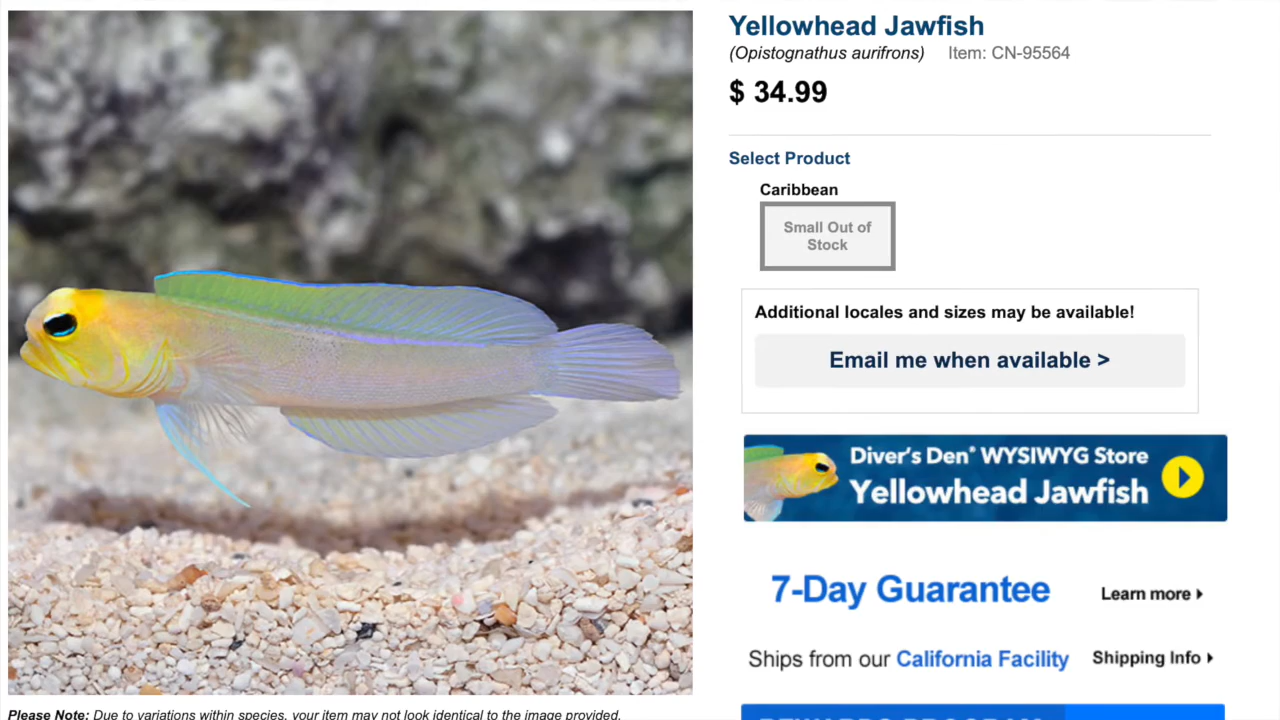 Yellowhead Jawfish
(Opistognathus aurifrons) Item: CN-95564
$ 34.99
Select Product
Caribbean
Small Out of
Stock
Additional locales and sizes may be available!
Email me when available >
Diver's Den® WYSIWYG Store
Yellowhead Jawfish
7-Day Guarantee
Learn more
Ships from our California Facility
Shipping Info
Please Note: Due to variations within species, your item may not look identical to the image provided.
REWARDS PROGRAM